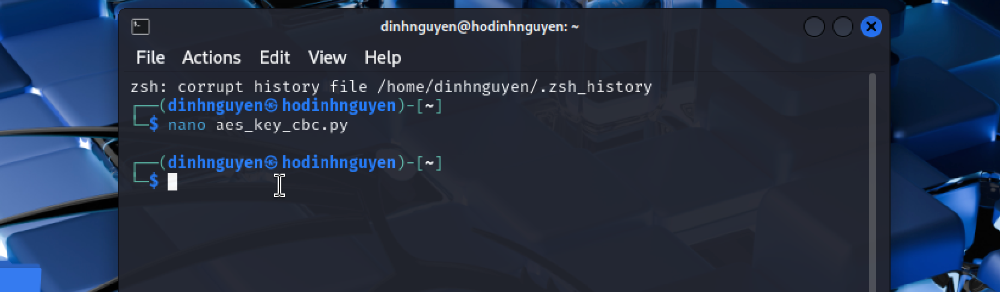 dinhnguyen@hodinhnguyen: ~
File Actions Edit View Help
zsh: corrupt history file /home/dinhnguyen/.zsh_history
┌──(dinhnguyen㉿hodinhnguyen)-[~]
└─$ nano aes_key_cbc.py
┌──(dinhnguyen㉿hodinhnguyen)-[~]
└─$